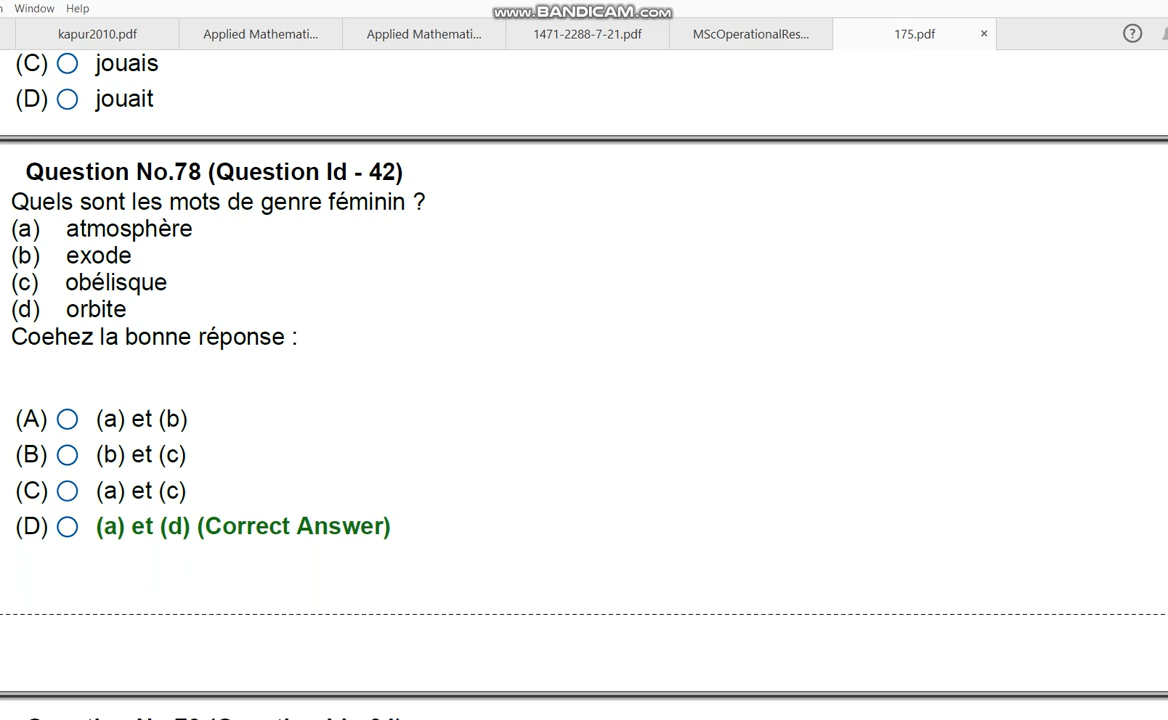 Window Help
www.BANDICAM.com
kapur2010.pdf Applied Mathemati... Applied Mathemati... 1471-2288-7-21.pdf MScOperationalRes... 175.pdf × ?
(C) jouais
(D) jouait
Question No.78 (Question Id - 42)
Quels sont les mots de genre féminin ?
(a) atmosphère
(b) exode
(c) obélisque
(d) orbite
Coehez la bonne réponse :
(A) (a) et (b)
(B) (b) et (c)
(C) (a) et (c)
(D) (a) et (d) (Correct Answer)